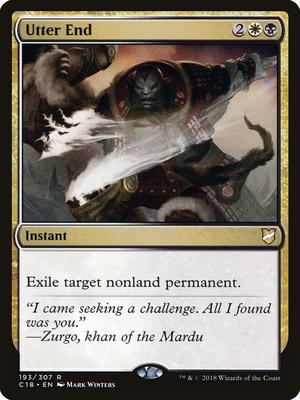 Utter End 2
Instant
Exile target nonland permanent.
“I came seeking a challenge. All I found
was you.”
—Zurgo, khan of the Mardu
193/307 R
C18 • EN Mark Winters
™ & © 2018 Wizards of the Coast